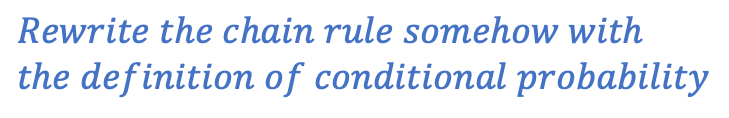 Rewrite the chain rule somehow with
the definition of conditional probability